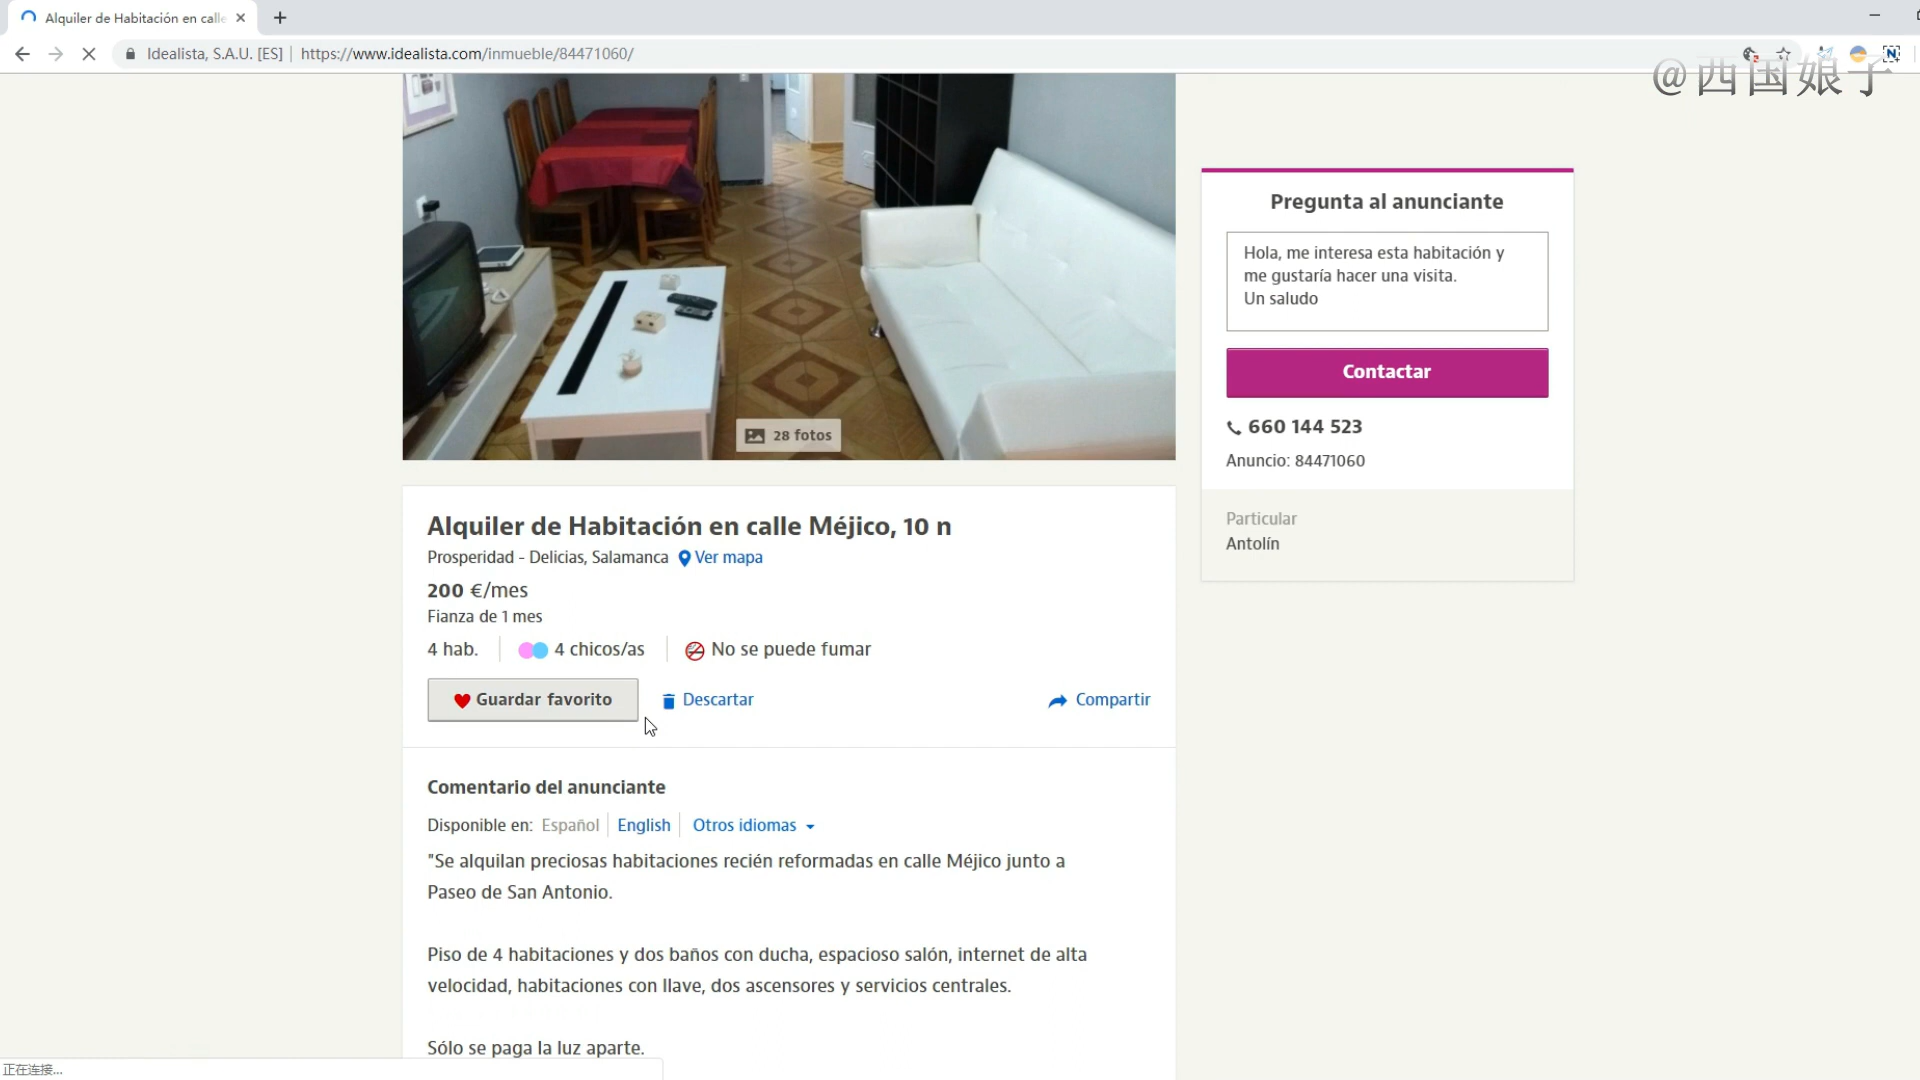 Alquiler de Habitación en calle
Idealista, S.A.U. [ES] | https://www.idealista.com/inmueble/84471060/
@西国娘子
28 fotos
Pregunta al anunciante
Hola, me interesa esta habitación y
me gustaría hacer una visita.
Un saludo
Contactar
660 144 523
Anuncio: 84471060
Particular
Antolín
Alquiler de Habitación en calle Méjico, 10 n
Prosperidad - Delicias, Salamanca Ver mapa
200 €/mes
Fianza de 1 mes
4 hab. 4 chicos/as No se puede fumar
Guardar favorito Descartar Compartir
Comentario del anunciante
Disponible en: Español English Otros idiomas
"Se alquilan preciosas habitaciones recién reformadas en calle Méjico junto a
Paseo de San Antonio.
Piso de 4 habitaciones y dos baños con ducha, espacioso salón, internet de alta
velocidad, habitaciones con llave, dos ascensores y servicios centrales.
Sólo se paga la luz aparte.
正在连接...